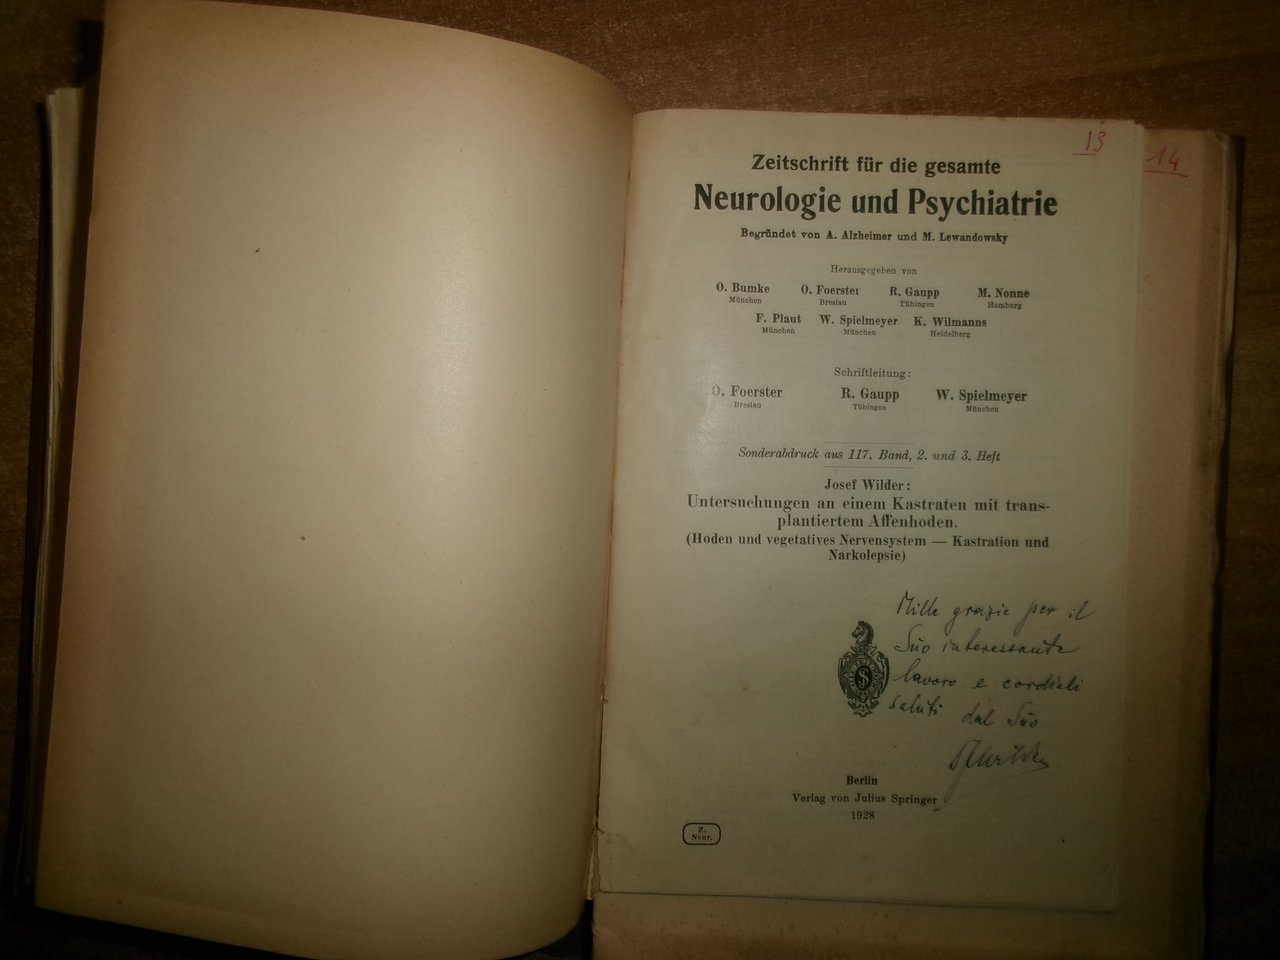 13
14
Zeitschrift für die gesamte
Neurologie und Psychiatrie
Begründet von A. Alzheimer und M. Lewandowsky
Herausgegeben von
O. Bumke O. Foerster R. Gaupp M. Nonne
München Breslau Tübingen Hamburg
F. Plaut W. Spielmeyer K. Wilmanns
München München Heidelberg
Schriftleitung:
O. Foerster R. Gaupp W. Spielmeyer
Breslau Tübingen München
Sonderabdruck aus 117. Band, 2. und 3. Heft
Josef Wilder:
Untersuchungen an einem Kastraten mit trans-
plantiertem Affenhoden.
(Hoden und vegetatives Nervensystem — Kastration und
Narkolepsie)
Mille grazie per il
Suo interessante
lavoro e cordiali
saluti dal Suo
Berlin
Verlag von Julius Springer
1928
Z.
Neur.